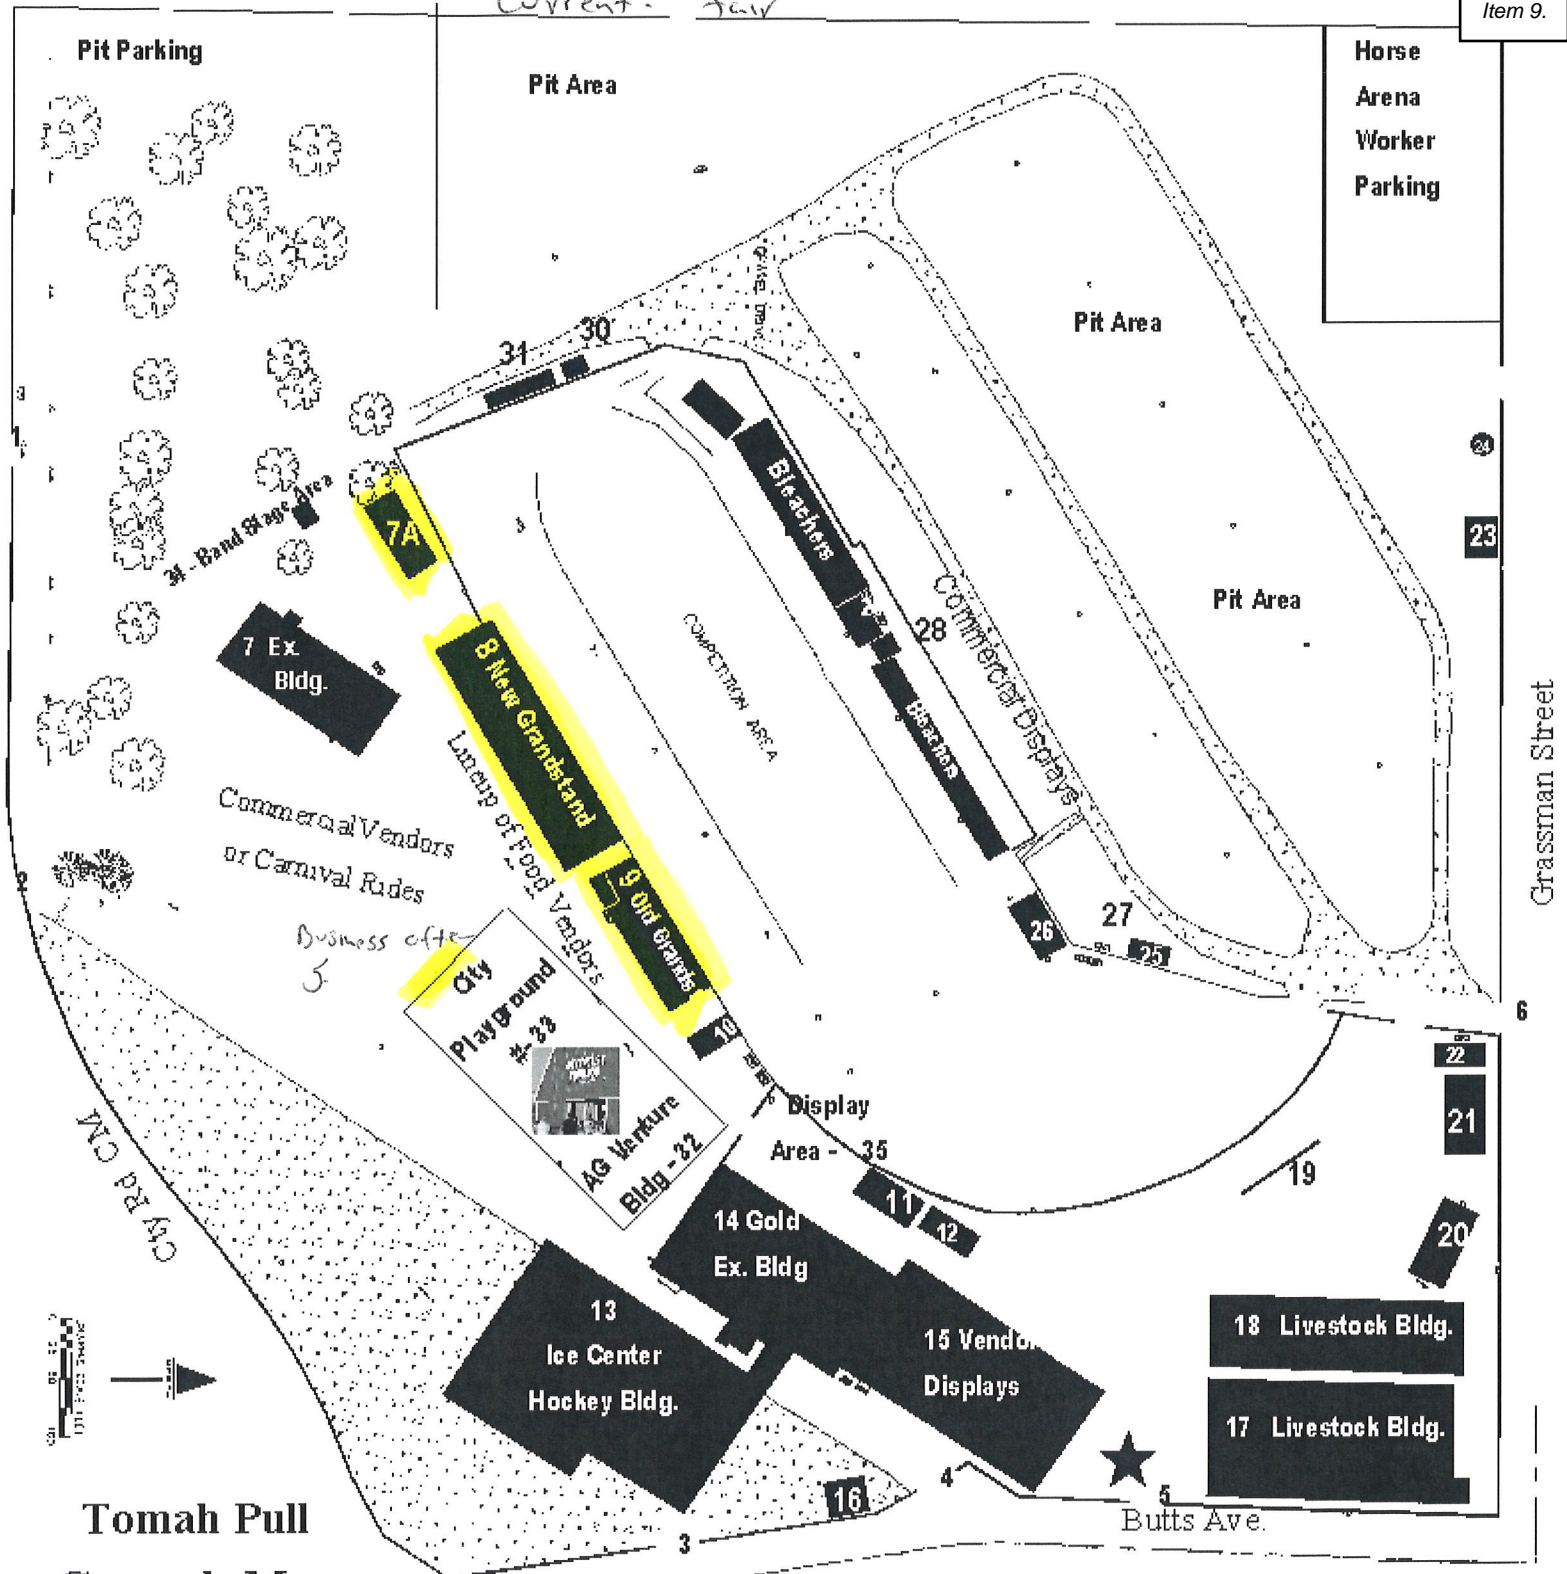 Current - fair
Item 9.
Pit Parking
Pit Area
Horse
Arena
Worker
Parking
Pit Area
30
31
1
24
34 - Band Stage Area
7A
Bleachers
23
Pit Area
7 Ex.
Bldg.
8 New Grandstand
COMPETITION AREA
28
Commercial Displays
Bleachers
Grassman Street
Lineup of Food Vendors
Commercial Vendors
or Carnival Rides
2
9 Old Grands
Business after
5
City
Playground
#-33
26
27
25
6
10
22
AG Venture
Bldg - 32
Display
Area - 35
21
Cty Rd CM
11
12
19
20
14 Gold
Ex. Bldg
13
Ice Center
Hockey Bldg.
15 Vendor
Displays
18 Livestock Bldg.
17 Livestock Bldg.
16
4
5
3
Butts Ave.
Tomah Pull